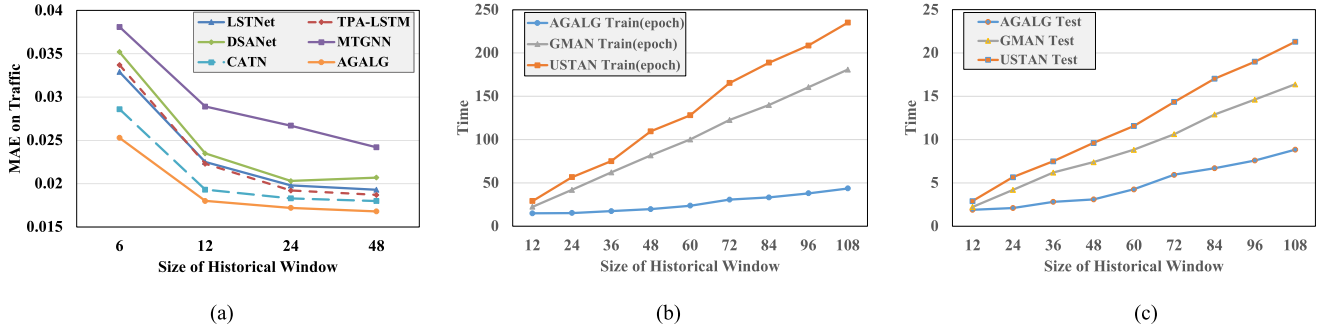 LSTNet TPA-LSTM
DSANet MTGNN
CATN AGALG
MAE on Traffic
0.04
0.035
0.03
0.025
0.02
0.015
6 12 24 48
Size of Historical Window
(a)
AGALG Train(epoch)
GMAN Train(epoch)
USTAN Train(epoch)
Time
250
200
150
100
50
0
12 24 36 48 60 72 84 96 108
Size of Historical Window
(b)
AGALG Test
GMAN Test
USTAN Test
Time
25
20
15
10
5
0
12 24 36 48 60 72 84 96 108
Size of Historical Window
(c)